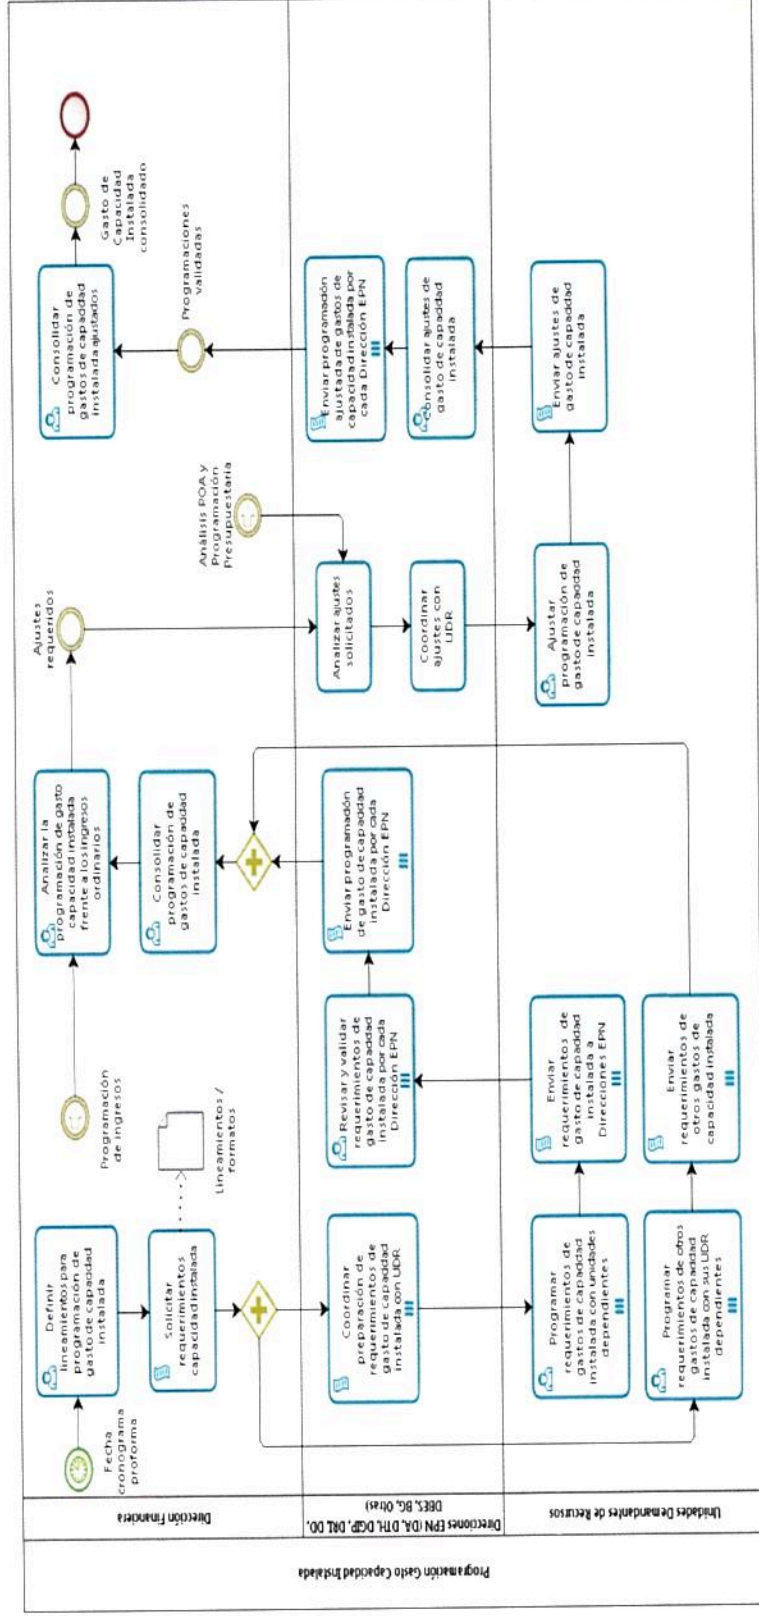 Programación Gasto Capacidad Instalada
Dirección Financiera
Direcciones EPN (DA, DTH, DGIP, DRI, DO,
DBES, BG, Otras)
Unidades Demandantes de Recursos
Fecha
cronograma
proforma
Definir
lineamientos para
programación de
gasto de capacidad
instalada
Solicitar
requerimientos
capacidad instalada
Lineamientos /
formatos
Programación
de ingresos
Analizar la
programación de gasto
capacidad instalada
frente a los ingresos
ordinarios
Consolidar
programación de
gastos de capacidad
instalada
Ajustes
requeridos
Análisis POA y
Programación
Presupuestaria
Consolidar
programación de
gastos de capacidad
instalada ajustados
Gasto de
Capacidad
Instalada
consolidado
Programaciones
validadas
Coordinar
preparación de
requerimientos de
gasto de capacidad
instalada con UDR
Revisar y validar
requerimientos de
gasto de capacidad
instalada por cada
Dirección EPN
Enviar programación
de gasto de capacidad
instalada por cada
Dirección EPN
Analizar ajustes
solicitados
Coordinar
ajustes con
UDR
Enviar programación
ajustada de gastos de
capacidad instalada por
cada Dirección EPN
Consolidar ajustes de
gasto de capacidad
instalada
Programar
requerimientos de
gastos de capacidad
instalada con unidades
dependientes
Enviar
requerimientos de
gasto de capacidad
instalada a
Direcciones EPN
Programar
requerimientos de otros
gastos de capacidad
instalada con sus UDR
dependientes
Enviar
requerimientos de
otros gastos de
capacidad instalada
Ajustar
programación de
gasto de capacidad
instalada
Enviar ajustes de
gasto de capacidad
instalada